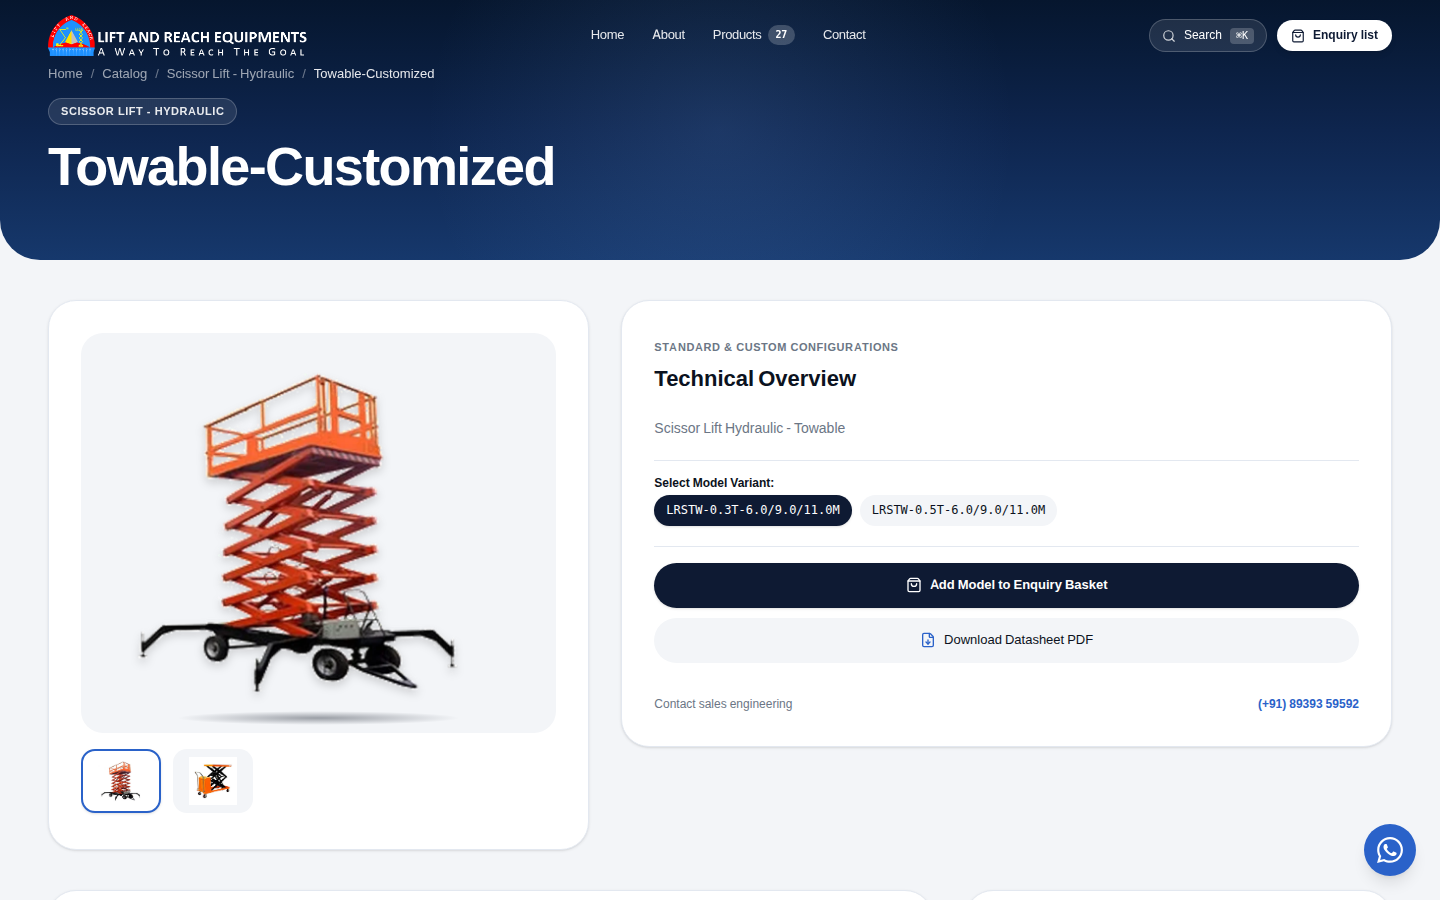 LIFT AND REACH EQUIPMENTS
A WAY TO REACH THE GOAL
Home
About
Products 27
Contact
Search ⌘K
Enquiry list
Home / Catalog / Scissor Lift - Hydraulic / Towable-Customized
SCISSOR LIFT - HYDRAULIC
Towable-Customized
STANDARD & CUSTOM CONFIGURATIONS
Technical Overview
Scissor Lift Hydraulic - Towable
Select Model Variant:
LRSTW-0.3T-6.0/9.0/11.0M
LRSTW-0.5T-6.0/9.0/11.0M
Add Model to Enquiry Basket
Download Datasheet PDF
Contact sales engineering
(+91) 89393 59592